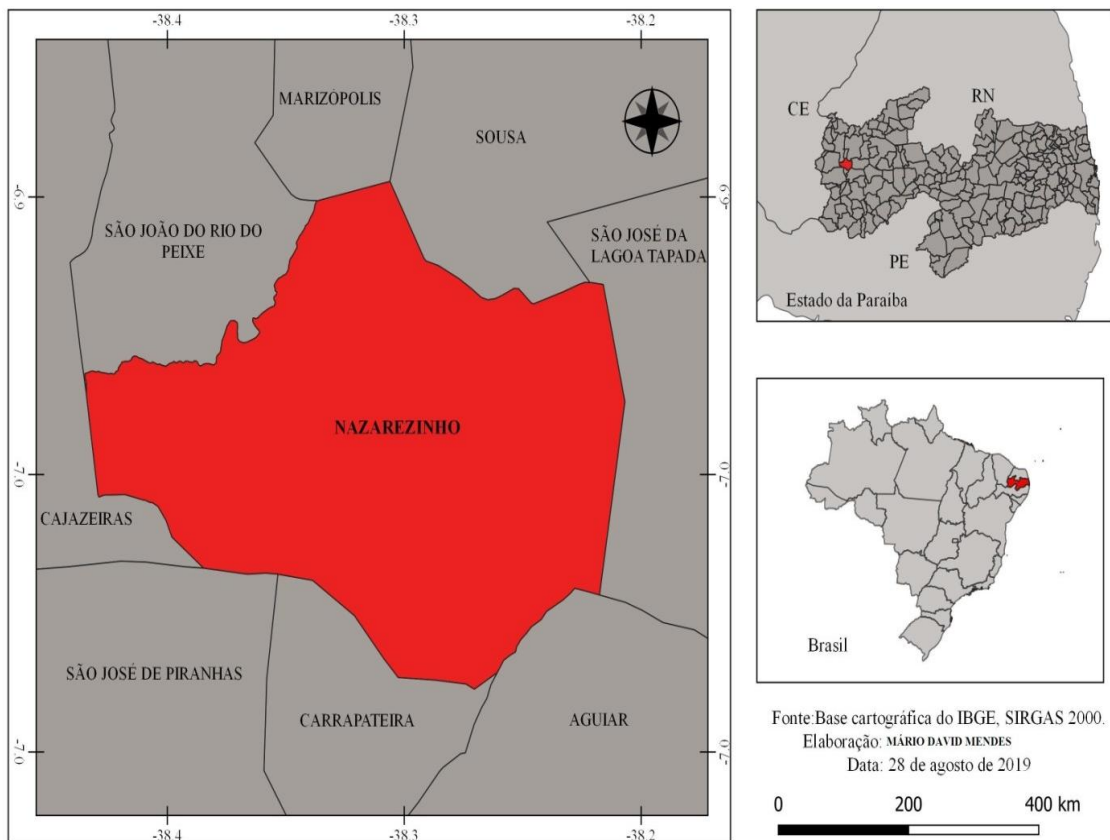 -38.4
-38.3
-38.2
MARIZÓPOLIS
SOUSA
-6.9
-6.9
SÃO JOÃO DO RIO DO
PEIXE
SÃO JOSÉ DA
LAGOA TAPADA
NAZAREZINHO
-7.0
-7.0
CAJAZEIRAS
SÃO JOSÉ DE PIRANHAS
CARRAPATEIRA
AGUIAR
-7.0
-7.0
-38.4
-38.3
-38.2
CE
RN
PE
Estado da Paraiba
Brasil
Fonte:Base cartográfica do IBGE, SIRGAS 2000.
Elaboração: MÁRIO DAVID MENDES
Data: 28 de agosto de 2019
0 200 400 km